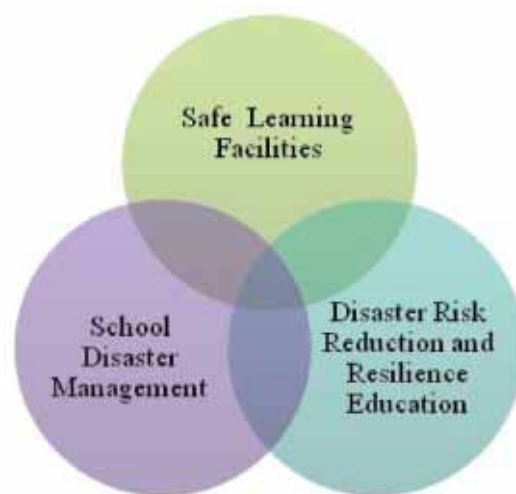 Safe Learning
Facilities
School
Disaster
Management
Disaster Risk
Reduction and
Resilience
Education